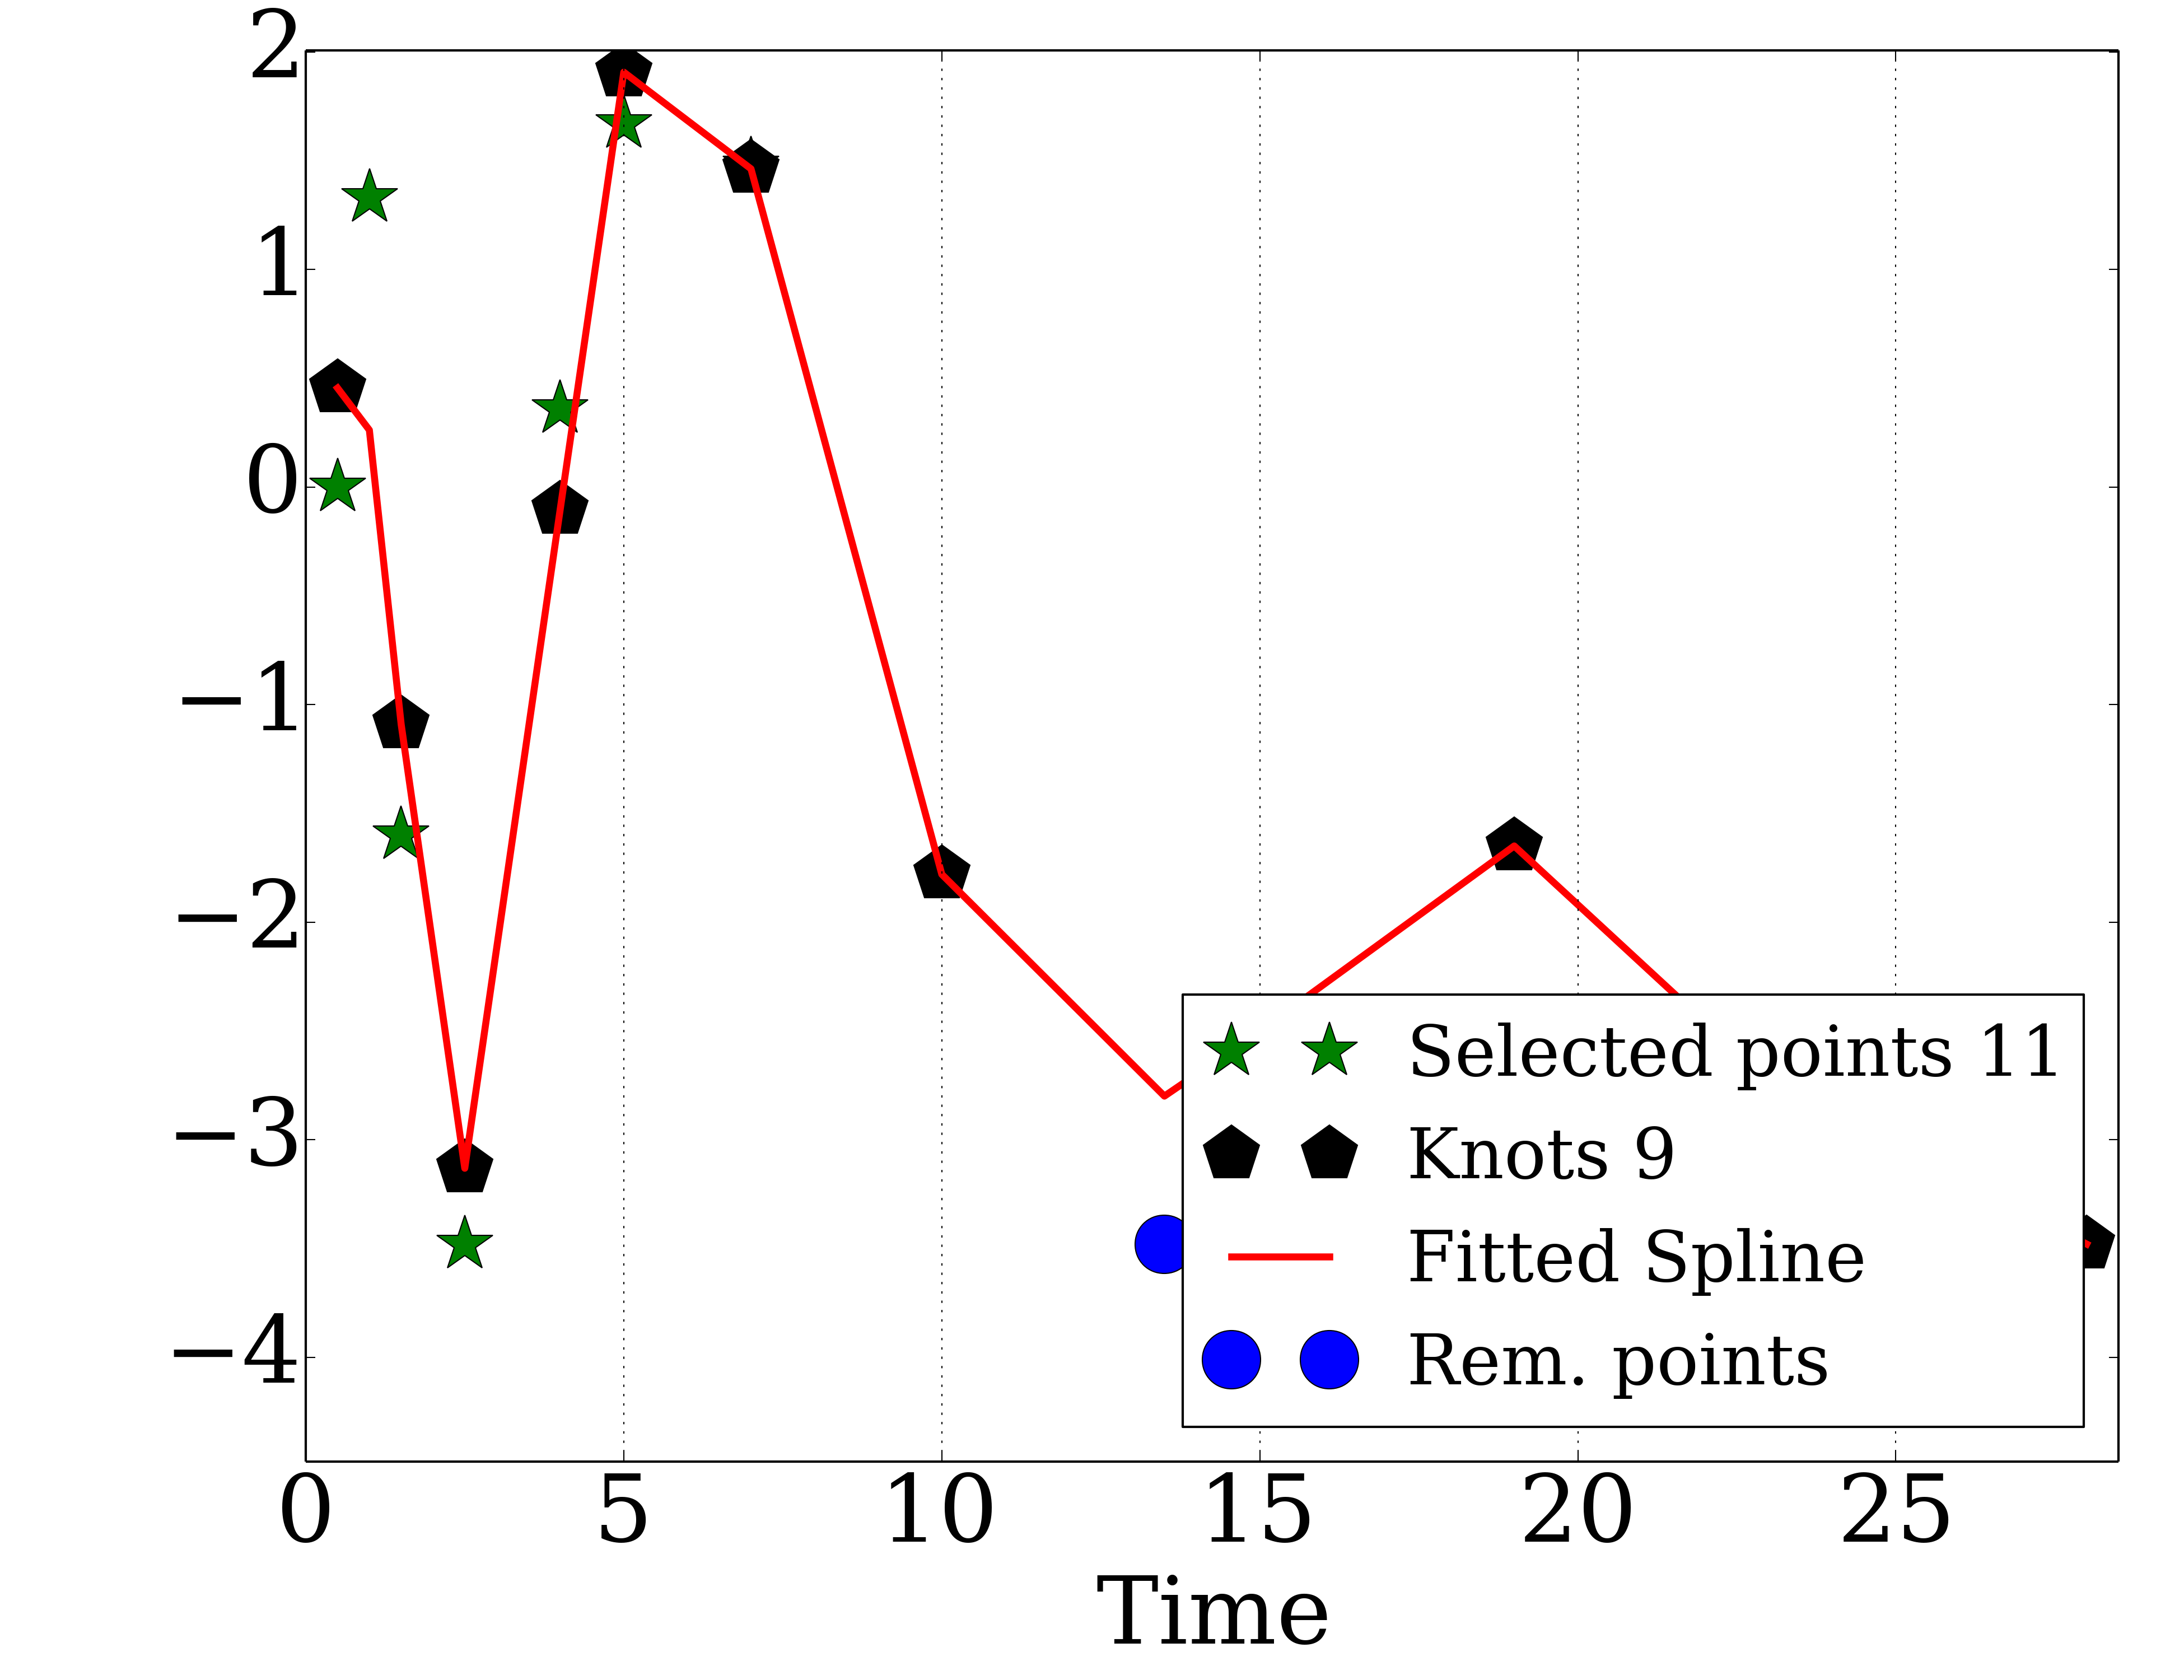 2
1
0
−1
−2
−3
−4
Selected points 11
Knots 9
Fitted Spline
Rem. points
0 5 10 15 20 25
Time